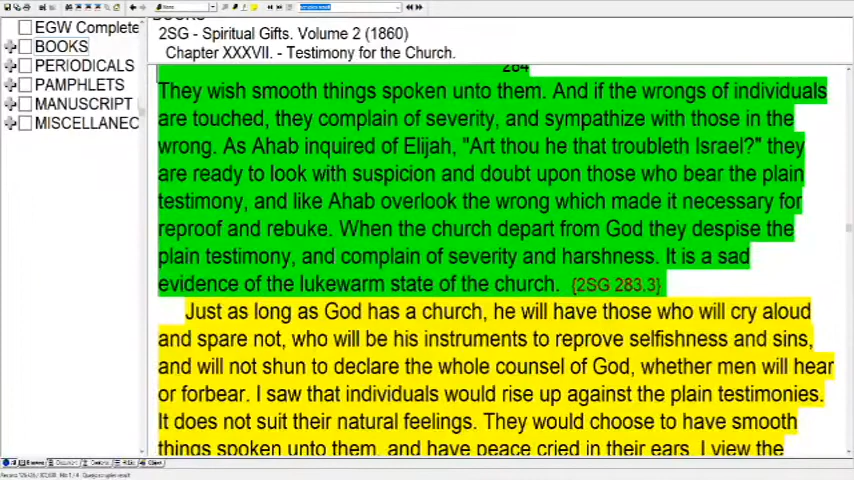 BOOKS
2SG - Spiritual Gifts. Volume 2 (1860)
Chapter XXXVII. - Testimony for the Church.
EGW Complete
BOOKS
PERIODICALS
PAMPHLETS
MANUSCRIPT
MISCELLANEC
284
They wish smooth things spoken unto them. And if the wrongs of individuals
are touched, they complain of severity, and sympathize with those in the
wrong. As Ahab inquired of Elijah, "Art thou he that troubleth Israel?" they
are ready to look with suspicion and doubt upon those who bear the plain
testimony, and like Ahab overlook the wrong which made it necessary for
reproof and rebuke. When the church depart from God they despise the
plain testimony, and complain of severity and harshness. It is a sad
evidence of the lukewarm state of the church. {2SG 283.3}
Just as long as God has a church, he will have those who will cry aloud
and spare not, who will be his instruments to reprove selfishness and sins,
and will not shun to declare the whole counsel of God, whether men will hear
or forbear. I saw that individuals would rise up against the plain testimonies.
It does not suit their natural feelings. They would choose to have smooth
things spoken unto them, and have peace cried in their ears. I view the